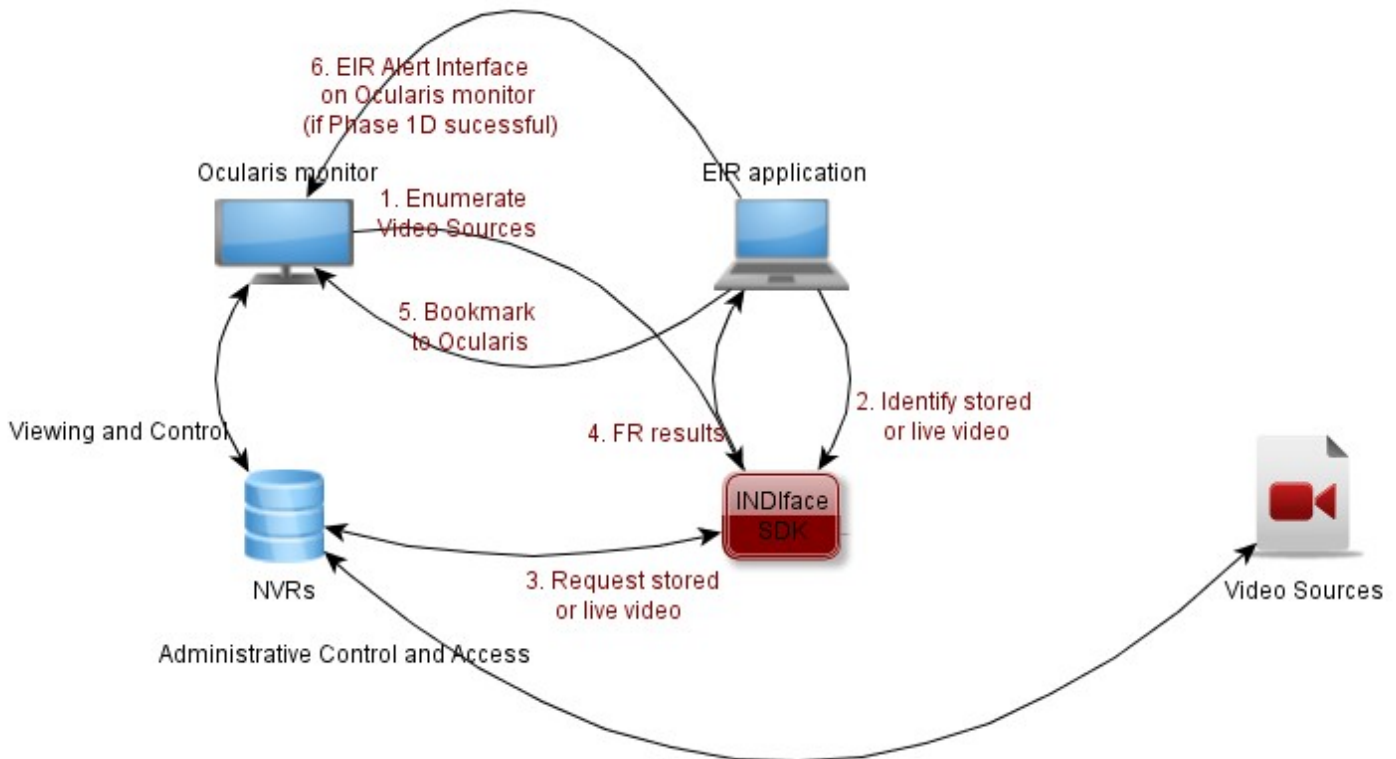 6. EIR Alert Interface
on Ocularis monitor
(if Phase 1D sucessful)
Ocularis monitor
EIR application
1. Enumerate
Video Sources
5. Bookmark
to Ocularis
2. Identify stored
or live video
Viewing and Control
4. FR results
INDIface
SDK
3. Request stored
or live video
NVRs
Video Sources
Administrative Control and Access